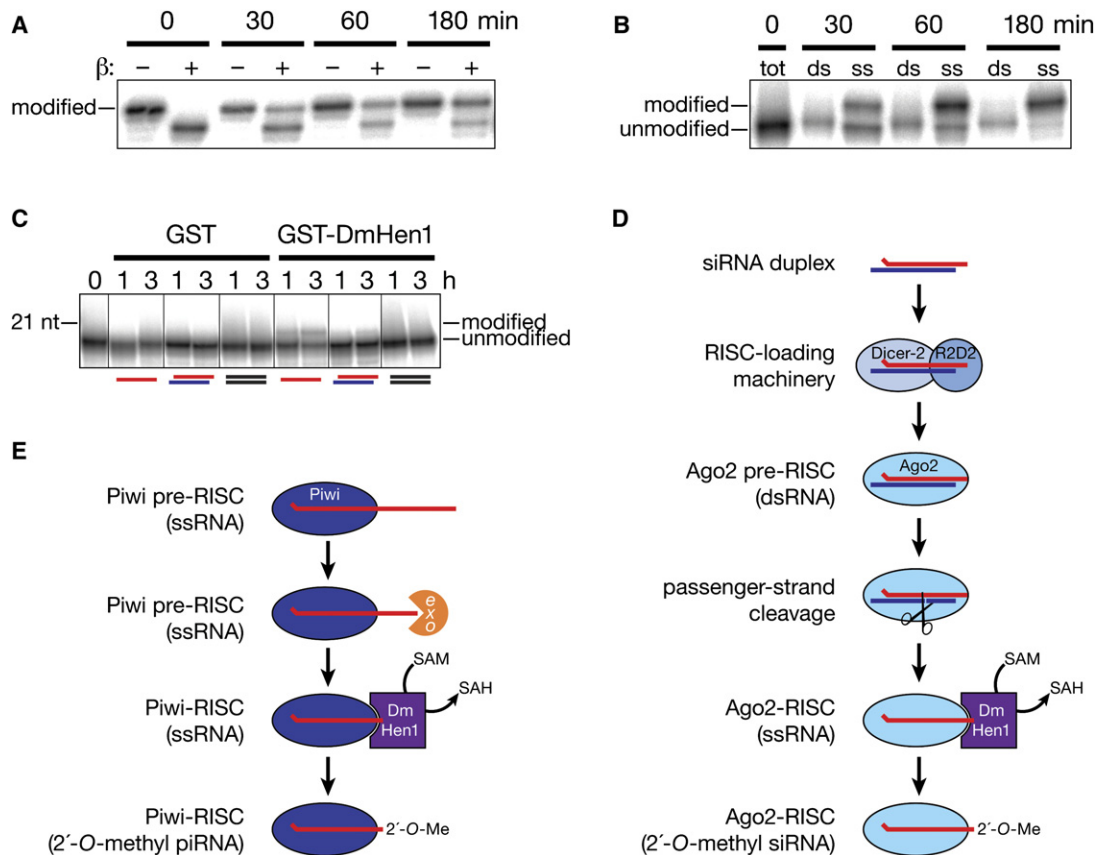 A
0 30 60 180 min
β: – + – + – + – +
modified
B
0 30 60 180 min
tot ds ss ds ss ds ss
modified
unmodified
C
GST GST-DmHen1
0 1 3 1 3 1 3 1 3 1 3 1 3 h
21 nt
modified
unmodified
D
siRNA duplex
RISC-loading
machinery
Dicer-2 R2D2
Ago2 pre-RISC
(dsRNA)
Ago2
passenger-strand
cleavage
Ago2-RISC
(ssRNA)
SAM
SAH
Dm
Hen1
Ago2-RISC
(2´-O-methyl siRNA)
2´-O-Me
E
Piwi pre-RISC
(ssRNA)
Piwi
Piwi pre-RISC
(ssRNA)
exo
Piwi-RISC
(ssRNA)
SAM
SAH
Dm
Hen1
Piwi-RISC
(2´-O-methyl piRNA)
2´-O-Me